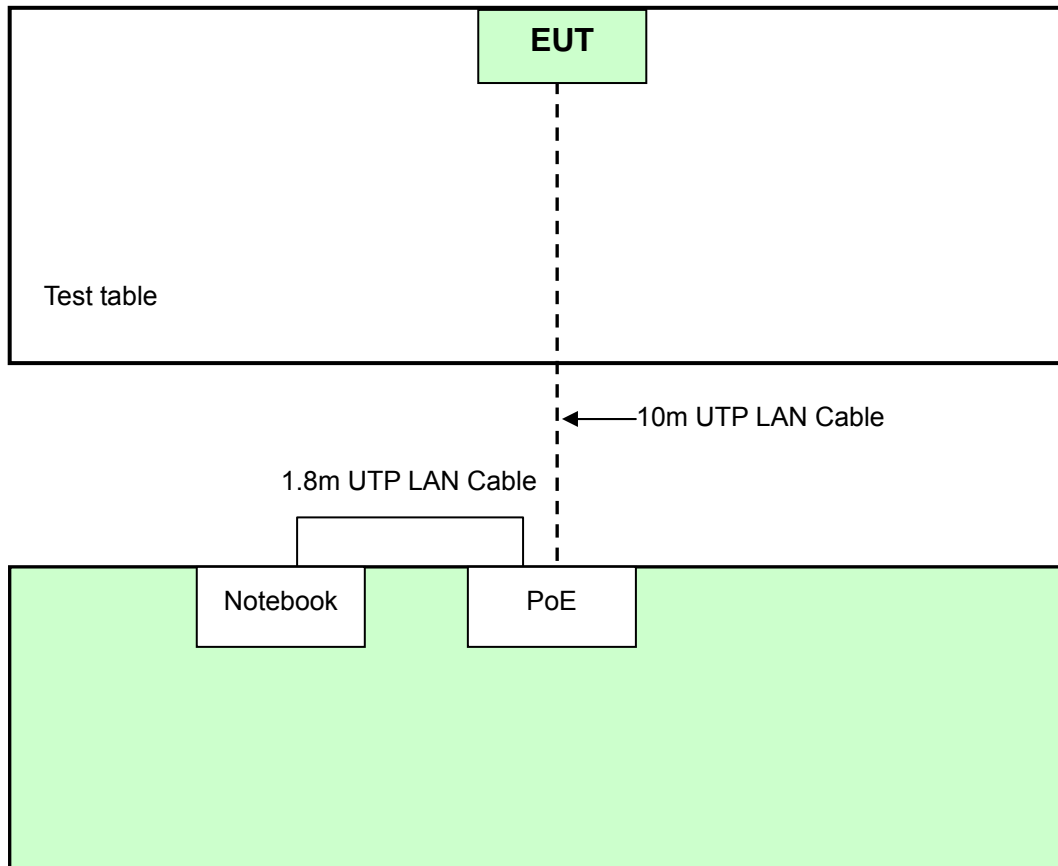 EUT
Test table
10m UTP LAN Cable
1.8m UTP LAN Cable
Notebook
PoE